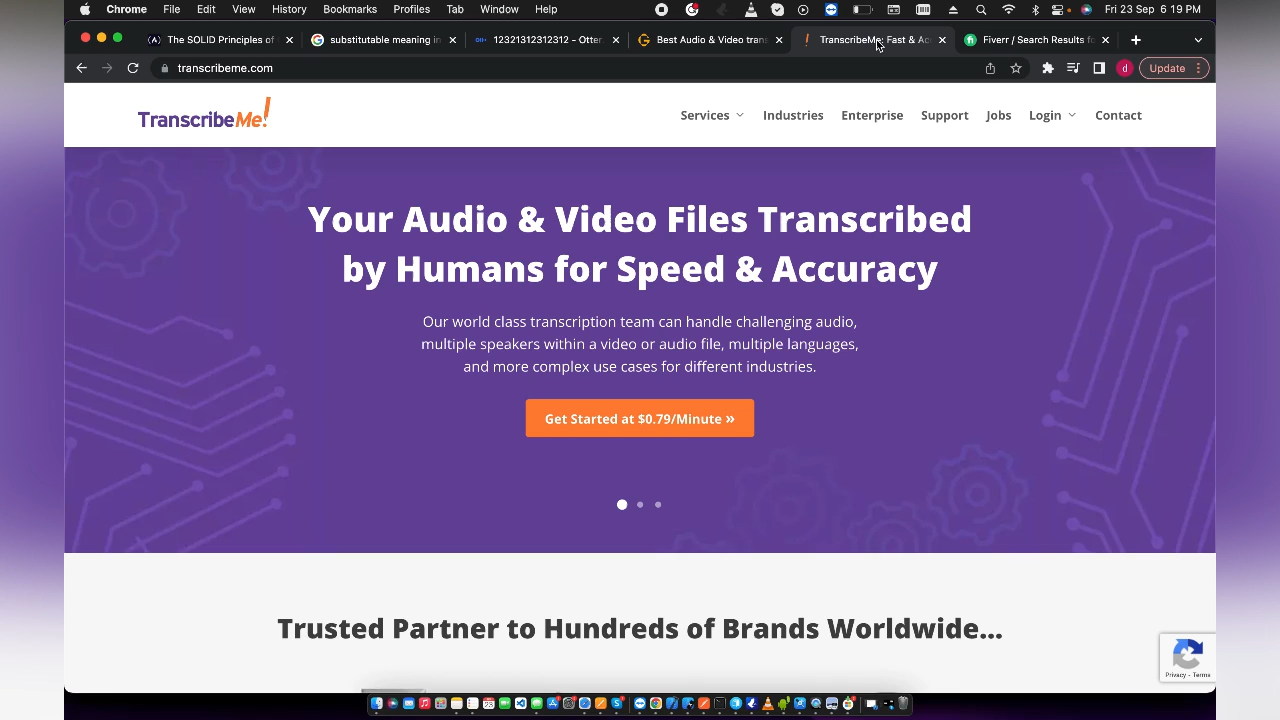 Chrome File Edit View History Bookmarks Profiles Tab Window Help Fri 23 Sep 6:19 PM
The SOLID Principles of
substitutable meaning in
12321312312312 - Otter
Best Audio & Video trans
TranscribeMe: Fast & Acc
Fiverr / Search Results fo
transcribeme.com
d
Update
TranscribeMe!
Services Industries Enterprise Support Jobs Login Contact
Your Audio & Video Files Transcribed
by Humans for Speed & Accuracy
Our world class transcription team can handle challenging audio,
multiple speakers within a video or audio file, multiple languages,
and more complex use cases for different industries.
Get Started at $0.79/Minute »
Trusted Partner to Hundreds of Brands Worldwide...
Privacy - Terms